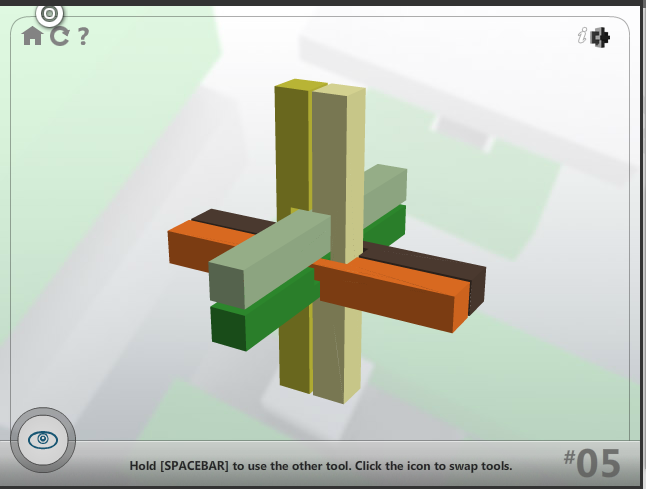 ?
i
Hold [SPACEBAR] to use the other tool. Click the icon to swap tools.
#05